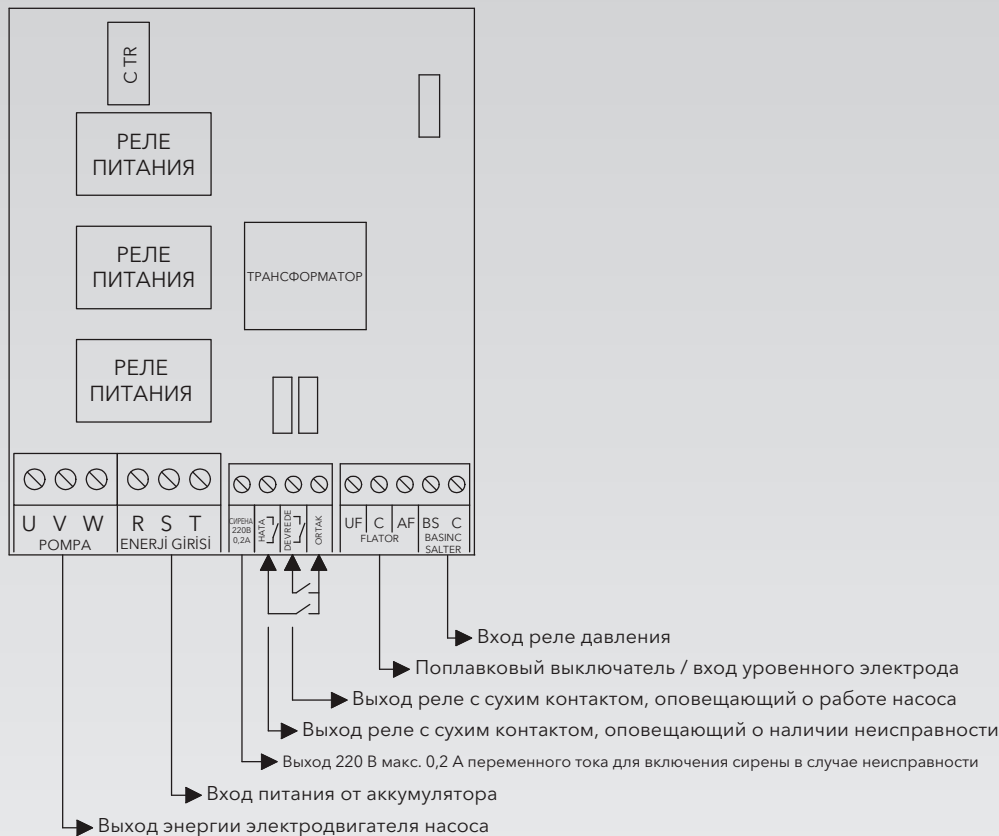 C TR
РЕЛЕ
ПИТАНИЯ
РЕЛЕ
ПИТАНИЯ
ТРАНСФОРМАТОР
РЕЛЕ
ПИТАНИЯ
U V W
POMPA
R S T
ENERJİ GİRİSİ
СИРЕНА
220В
0,2А
HATA
DEVREDE
ORTAK
UF C AF
FLATOR
BS C
BASINC
SALTER
Вход реле давления
Поплавковый выключатель / вход уровенного электрода
Выход реле с сухим контактом, оповещающий о работе насоса
Выход реле с сухим контактом, оповещающий о наличии неисправности
Выход 220 В макс. 0,2 А переменного тока для включения сирены в случае неисправности
Вход питания от аккумулятора
Выход энергии электродвигателя насоса